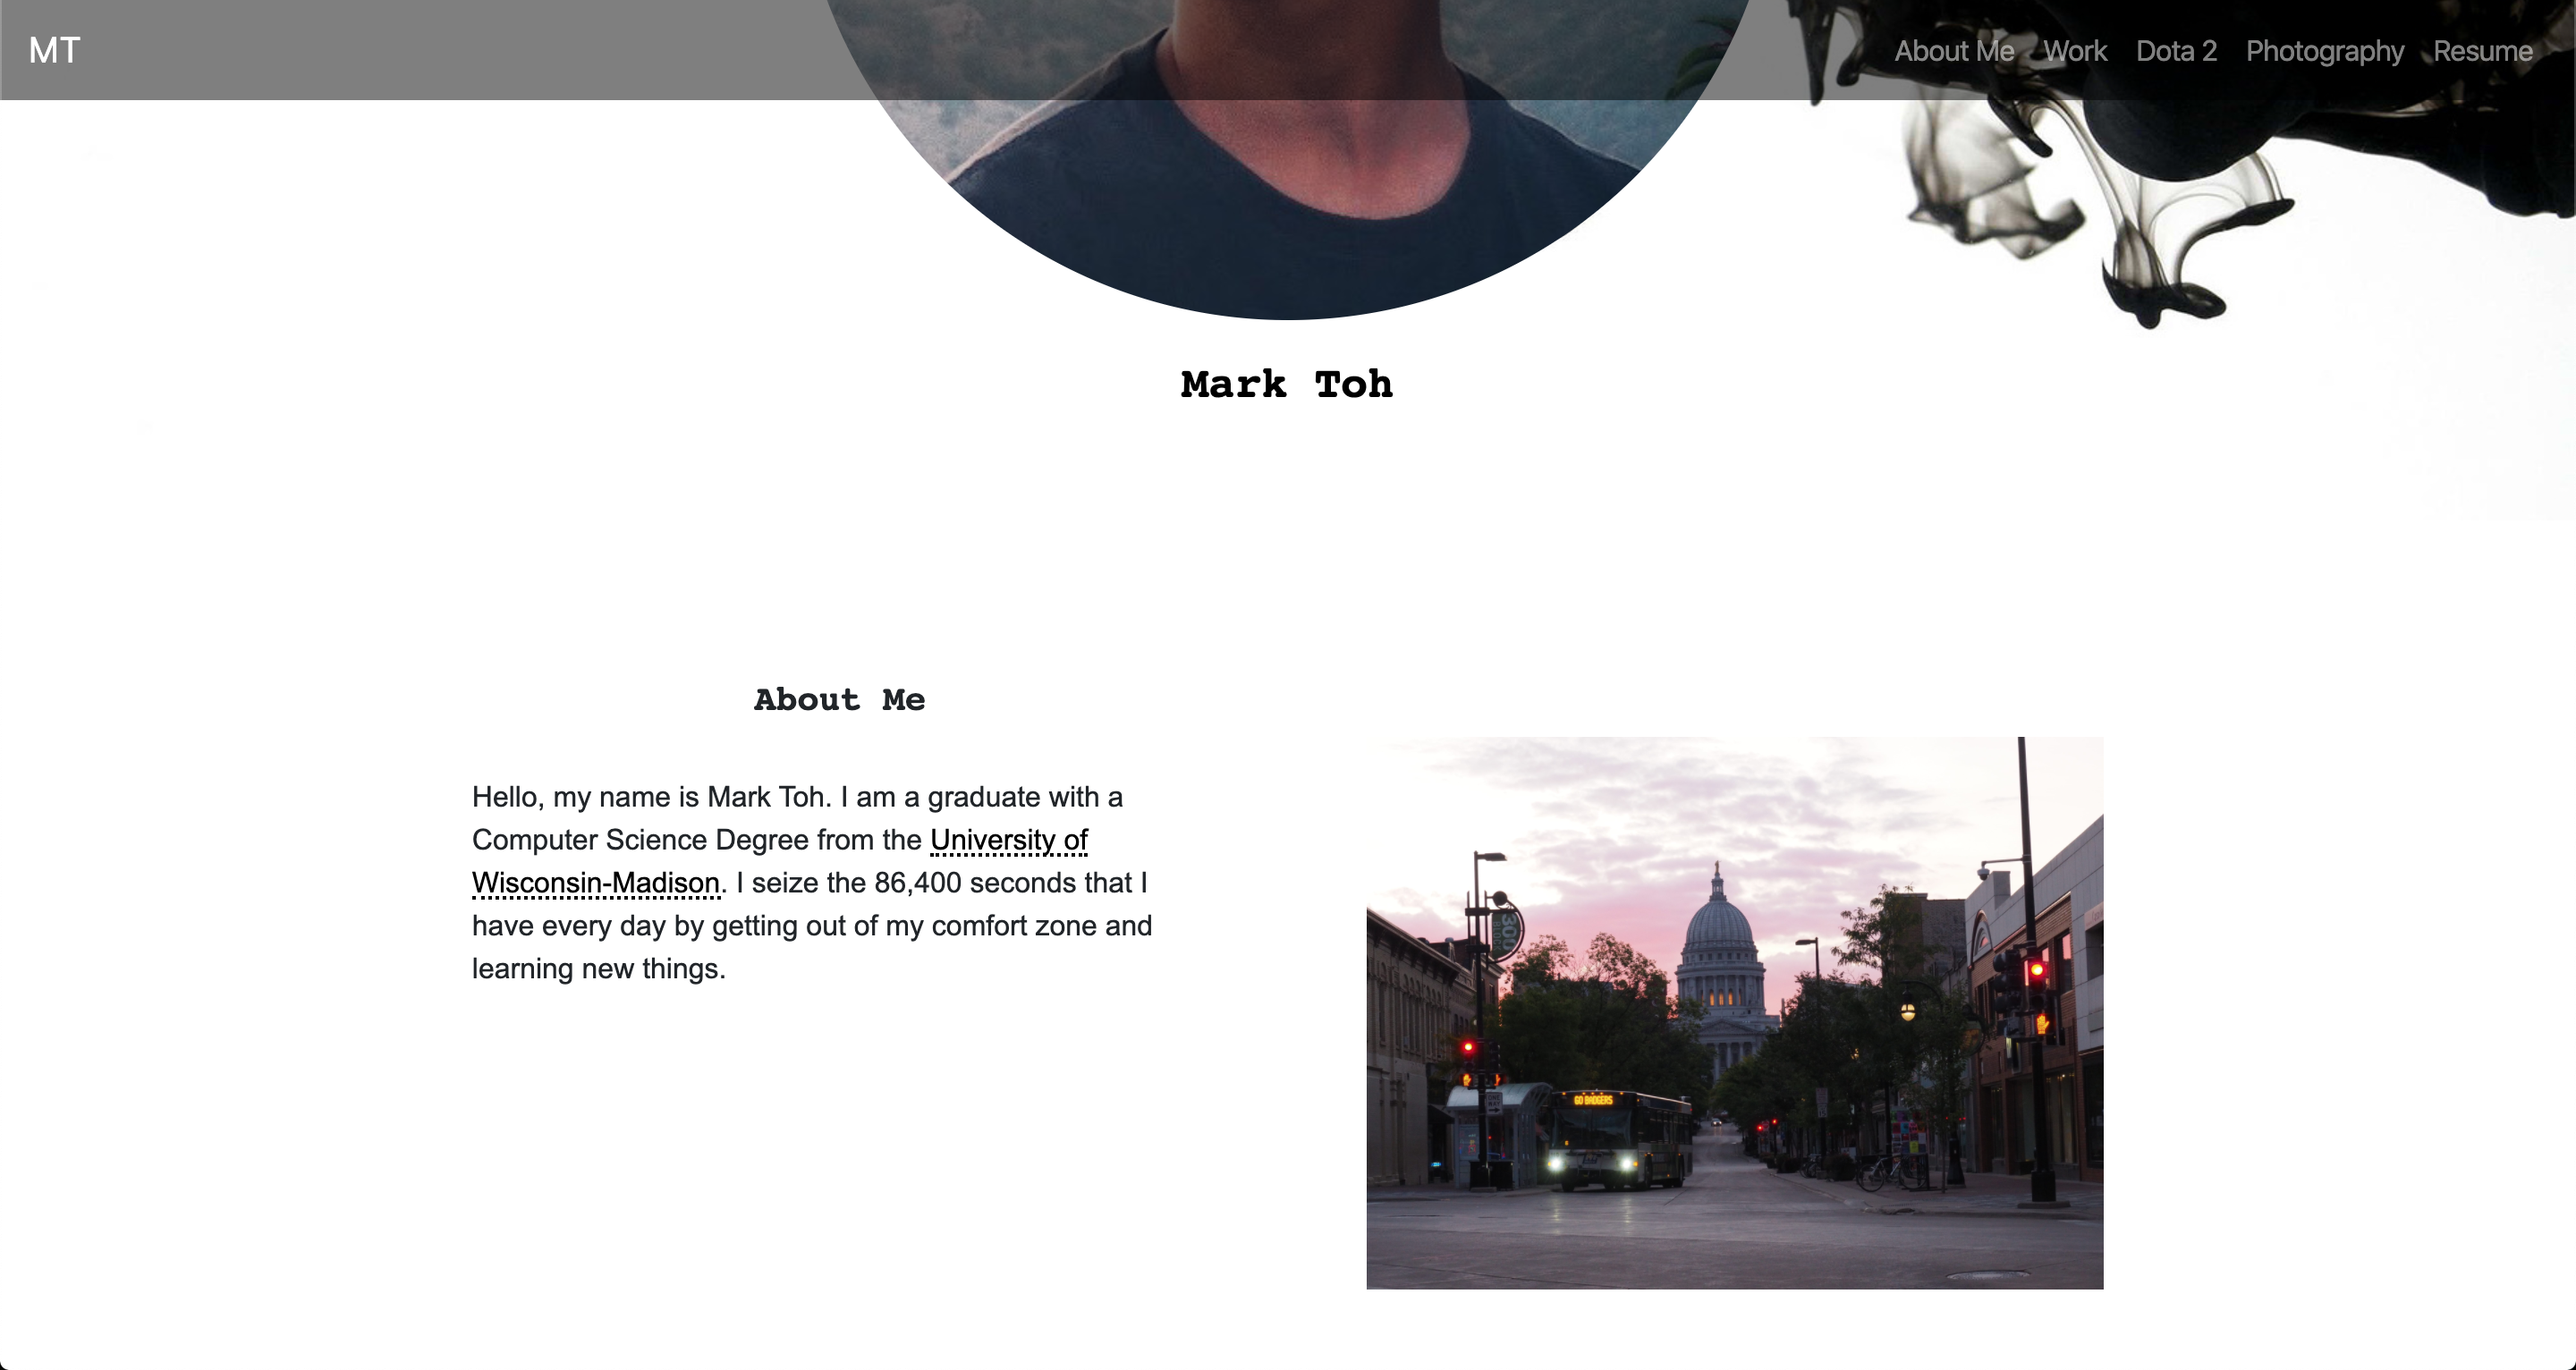 MT
About Me Work Dota 2 Photography Resume
Mark Toh
About Me
Hello, my name is Mark Toh. I am a graduate with a
Computer Science Degree from the University of
Wisconsin-Madison. I seize the 86,400 seconds that I
have every day by getting out of my comfort zone and
learning new things.
300
GO BADGERS